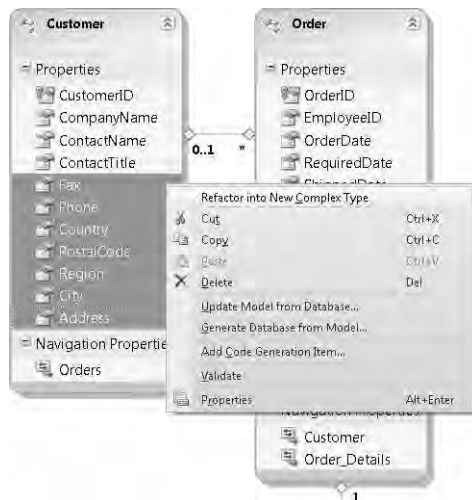 Customer
Properties
CustomerID
CompanyName
ContactName
ContactTitle
Fax
Phone
Country
PostalCode
Region
City
Address
Navigation Propertie
Orders
0..1 *
Order
Properties
OrderID
EmployeeID
OrderDate
RequiredDate
ShippedDate
Refactor into New Complex Type
Cut Ctrl+X
Copy Ctrl+C
Paste Ctrl+V
Delete Del
Update Model from Database...
Generate Database from Model...
Add Code Generation Item...
Validate
Properties Alt+Enter
Navigation Properties
Customer
Order_Details
1